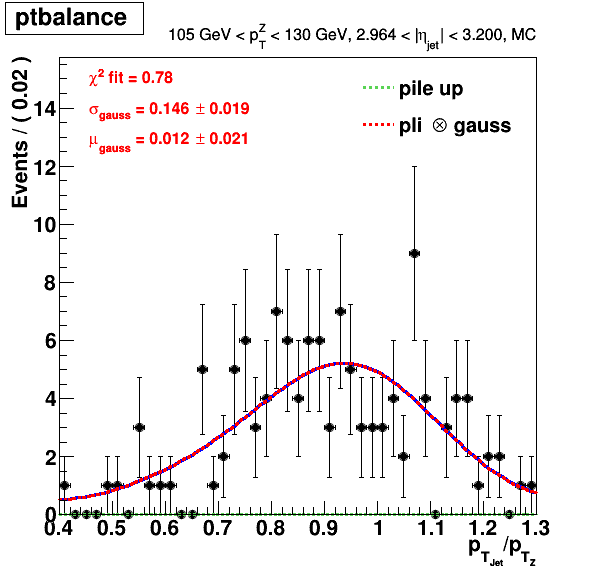 ptbalance
105 GeV < p_T^Z < 130 GeV, 2.964 < |η_jet| < 3.200, MC
χ² fit = 0.78
σ_gauss = 0.146 ± 0.019
μ_gauss = 0.012 ± 0.021
pile up
pli ⊗ gauss
Events / ( 0.02 )
14
12
10
8
6
4
2
0
0.4 0.5 0.6 0.7 0.8 0.9 1 1.1 1.2 1.3
p_T_Jet/p_T_Z